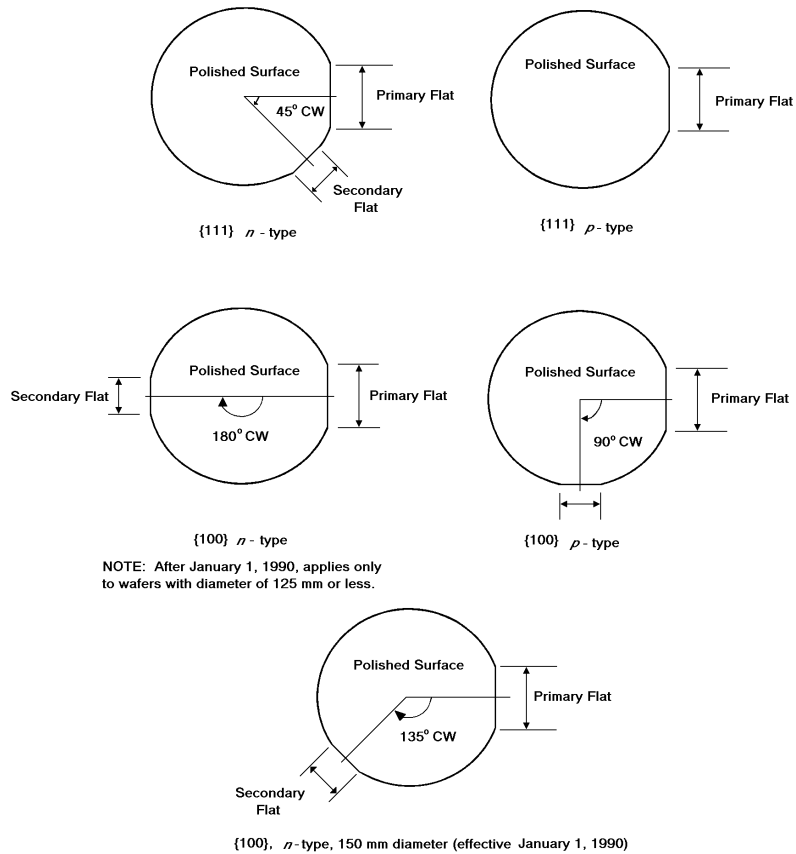 Polished Surface
Primary Flat
45° CW
Secondary
Flat
{111} n - type
Polished Surface
Primary Flat
{111} p - type
Polished Surface
Secondary Flat
Primary Flat
180° CW
{100} n - type
NOTE: After January 1, 1990, applies only
to wafers with diameter of 125 mm or less.
Polished Surface
Primary Flat
90° CW
{100} p - type
Polished Surface
Primary Flat
135° CW
Secondary
Flat
{100}, n-type, 150 mm diameter (effective January 1, 1990)